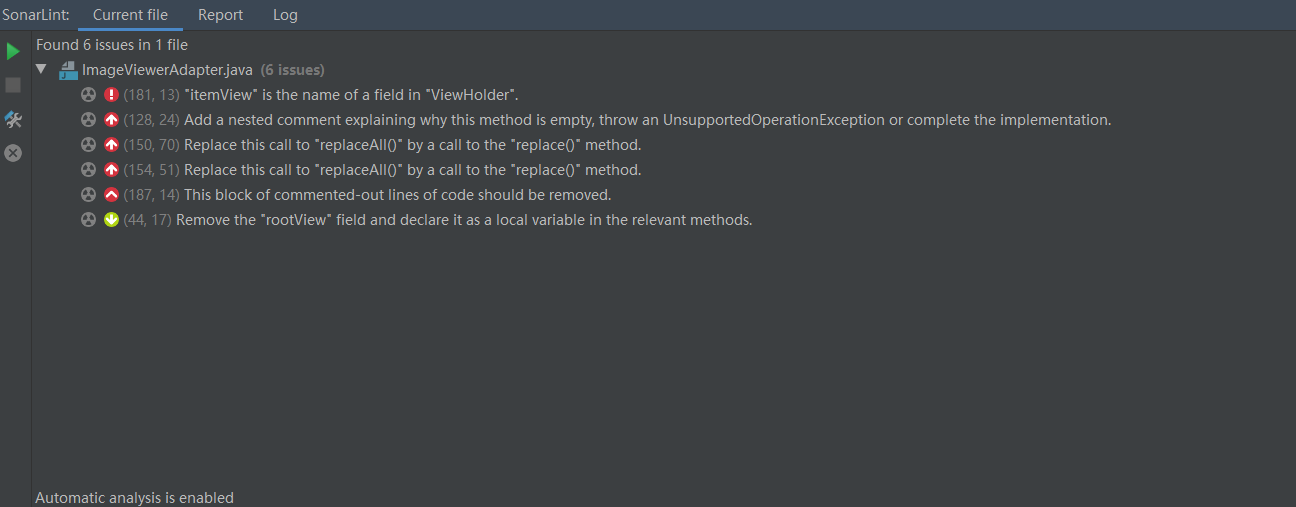 SonarLint: Current file Report Log
Found 6 issues in 1 file
ImageViewerAdapter.java (6 issues)
(181, 13) "itemView" is the name of a field in "ViewHolder".
(128, 24) Add a nested comment explaining why this method is empty, throw an UnsupportedOperationException or complete the implementation.
(150, 70) Replace this call to "replaceAll()" by a call to the "replace()" method.
(154, 51) Replace this call to "replaceAll()" by a call to the "replace()" method.
(187, 14) This block of commented-out lines of code should be removed.
(44, 17) Remove the "rootView" field and declare it as a local variable in the relevant methods.
Automatic analysis is enabled